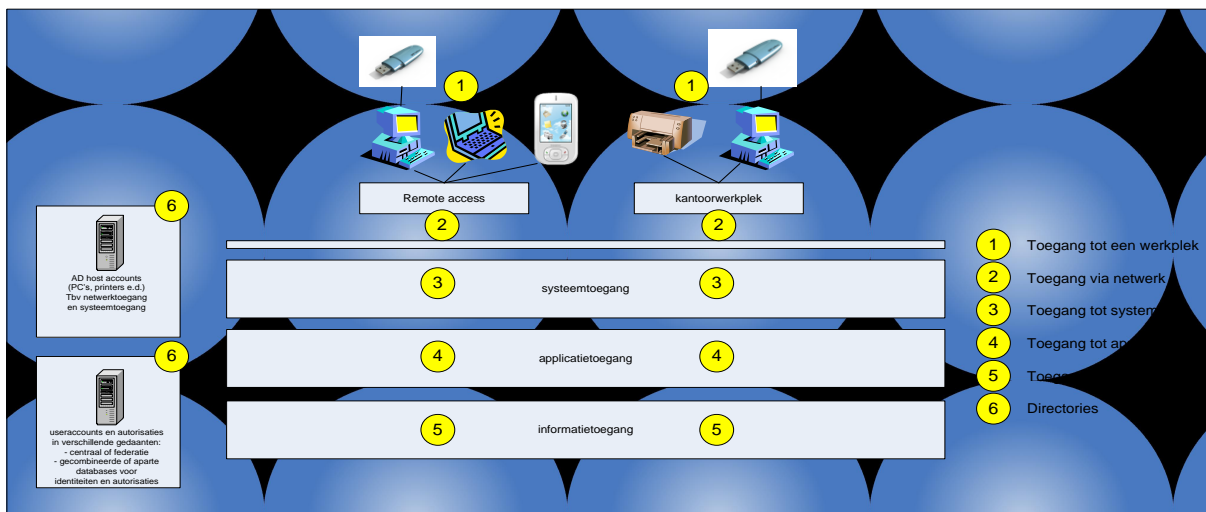 1
1
Remote access
kantoorwerkplek
2
2
6
AD host accounts
(PC's, printers e.d.)
Tbv netwerktoegang
en systeemtoegang
3
systeemtoegang
3
4
applicatietoegang
4
5
informatietoegang
5
6
useraccounts en autorisaties
in verschillende gedaanten:
- centraal of federatie
- gecombineerde of aparte
databases voor
identiteiten en autorisaties
1 Toegang tot een werkplek
2 Toegang via netwerk
3 Toegang tot
4 Toegang tot
5
6 Directories